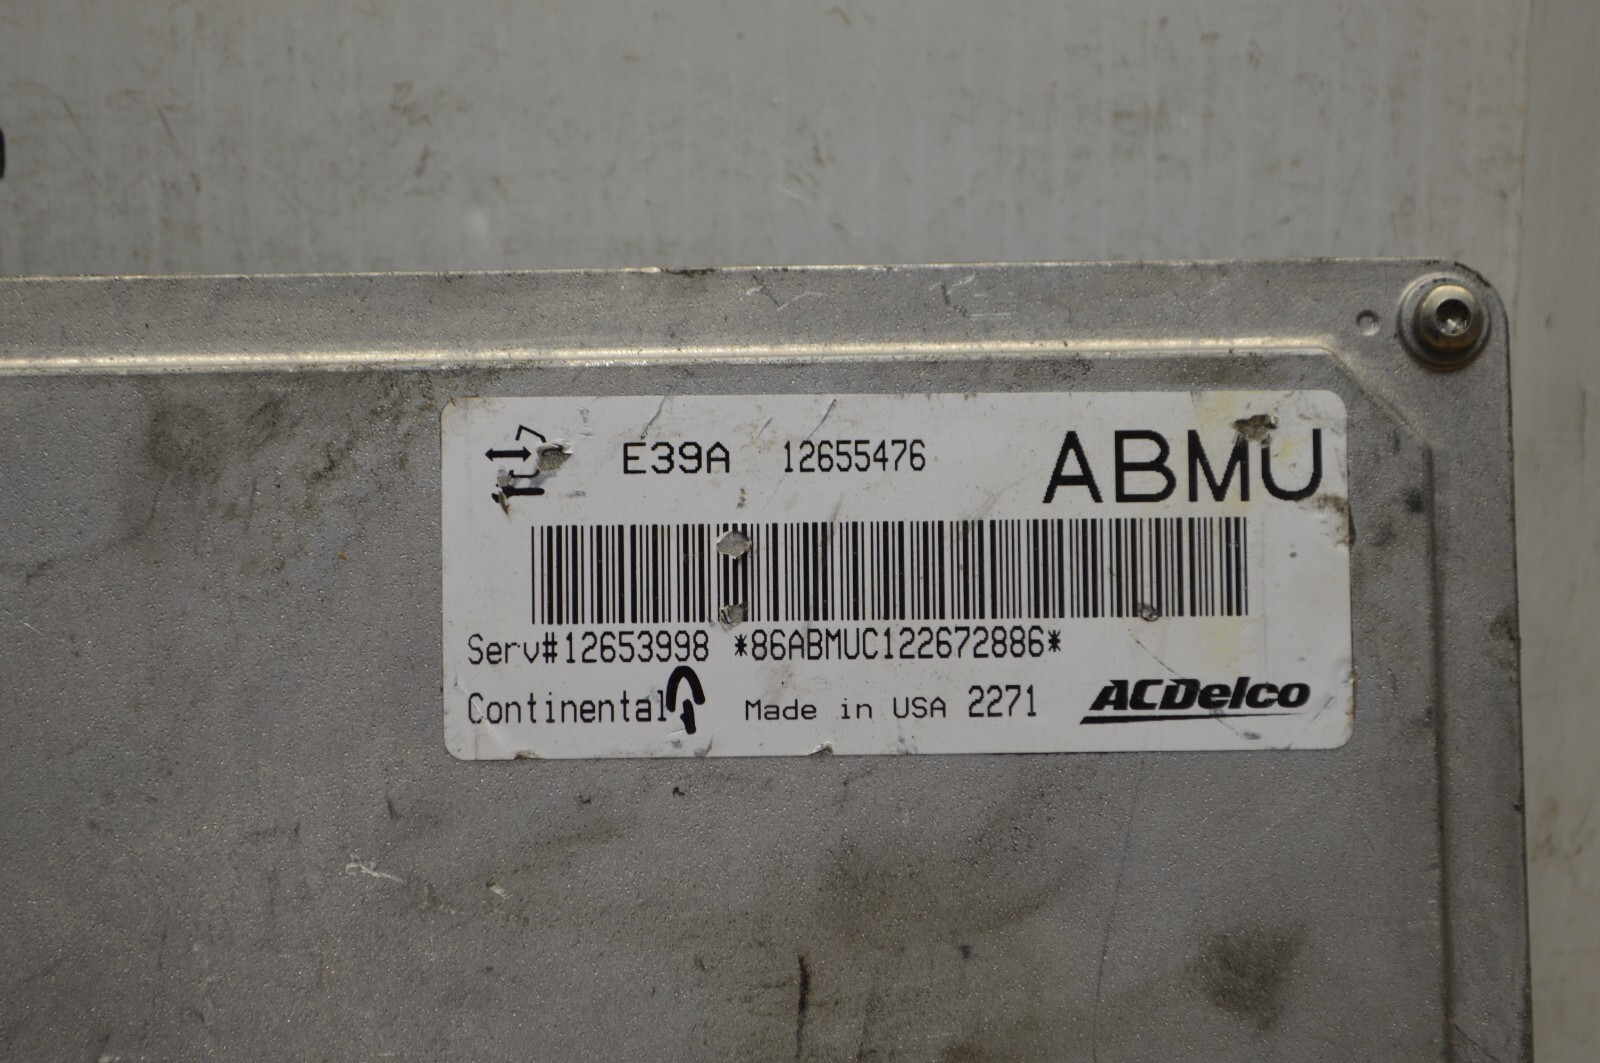 E39A 12655476 ABMU
Serv#12653998 *86ABMUC122672886*
Continental Made in USA 2271 ACDelco